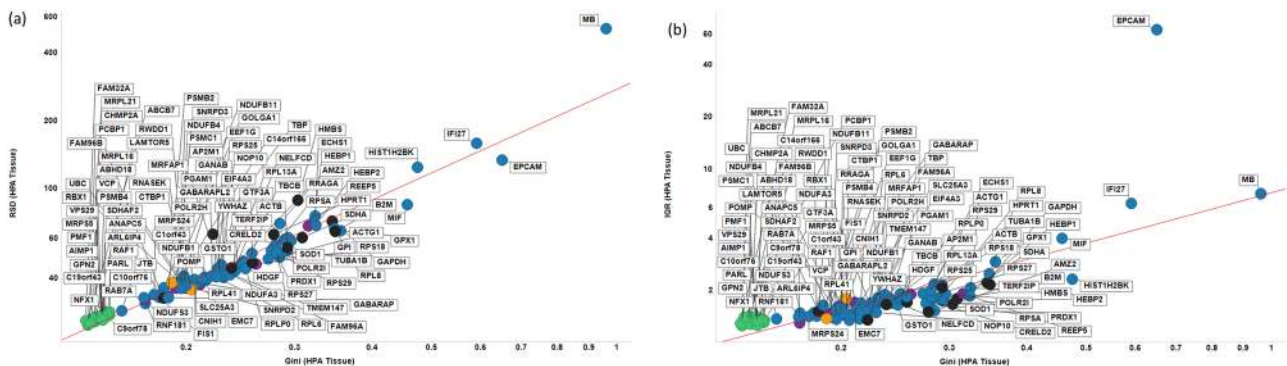 (a)
600
400
200
100
60
40
RSD (HPA Tissue)
MB
FAM32A
MRPL21
ABCB7
PSMB2
CHMP2A
SNRPD3
NDUFB11
PCBP1
RWDD1
NDUFB4
GOLGA1
TBP
FAM96B
LAMTOR5
PSMC1
EEF1G
C14orf166
HMBS
AP2M1
RPS25
ECHS1
IFI27
MRPL16
MRFAP1
GANAB
NOP10
NELFCD
HEBP1
HIST1H2BK
EPCAM
ABHD18
PGAM1
EIF4A3
RPL13A
AMZ2
HEBP2
UBC
VCP
RNASEK
GABARAPL2
GTF3A
TBCB
RRAGA
REEP5
RBX1
PSMB4
CTBP1
POLR2H
YWHAZ
ACTB
RPSA
HPRT1
B2M
VPS29
SDHAF2
MRPS24
TERF2IP
SDHA
MIF
MRPS5
ANAPC5
C1orf43
CRELD2
ACTG1
PMF1
ARL6IP4
NDUFB1
GSTO1
GPI
RPS18
GPX1
AIMP1
RAF1
POMP
SOD1
TUBA1B
GPN2
PARL
JTB
POLR2I
RPL8
C19orf43
C10orf76
HDGF
PRDX1
RPS29
RAB7A
RPL41
NDUFA3
RPS27
NFX1
SLC25A3
TMEM147
GABARAP
NDUFS3
SNRPD2
C9orf78
RNF181
CNIH1
EMC7
RPLP0
RPL6
FAM96A
FIS1
0.2
0.3
0.4
0.5
0.6
0.7
0.8
0.9
1
Gini (HPA Tissue)
(b)
60
40
20
10
6
4
2
IQR (HPA Tissue)
EPCAM
FAM32A
MRPL21
MRPL16
PCBP1
ABCB7
NDUFB11
PSMB2
C14orf166
SNRPD3
GOLGA1
GABARAP
UBC
CHMP2A
RWDD1
CTBP1
EEF1G
TBP
NDUFB4
FAM96B
RRAGA
RPL6
FAM96A
PSMC1
ABHD18
RBX1
PSMB4
MRFAP1
SLC25A3
ECHS1
MB
LAMTOR5
NDUFA3
RNASEK
POLR2H
EIF4A3
ACTG1
RPL8
IFI27
POMP
ANAPC5
GTF3A
SNRPD2
PGAM1
RPS29
HPRT1
PMF1
SDHAF2
MRPS5
FIS1
TMEM147
ACTB
RPLP0
GAPDH
VPS29
RAB7A
C1orf43
CNIH1
NDUFB1
GANAB
AP2M1
TUBA1B
HEBP1
AIMP1
C9orf78
RAF1
GPI
TBCB
RPL13A
RPS18
GPX1
MIF
C10orf76
C19orf43
VCP
GABARAPL2
HDGF
RPS25
RPS27
SDHA
AMZ2
PARL
NDUFS3
YWHAZ
B2M
GPN2
JTB
ARL6IP4
RPL41
TERF2IP
HIST1H2BK
NFX1
RNF181
HMBS
HEBP2
POLR2I
SOD1
RPSA
PRDX1
MRPS24
EMC7
GSTO1
NELFCD
NOP10
CRELD2
REEP5
0.2
0.3
0.4
0.5
0.6
0.7
0.8
0.9
1
Gini (HPA Tissue)